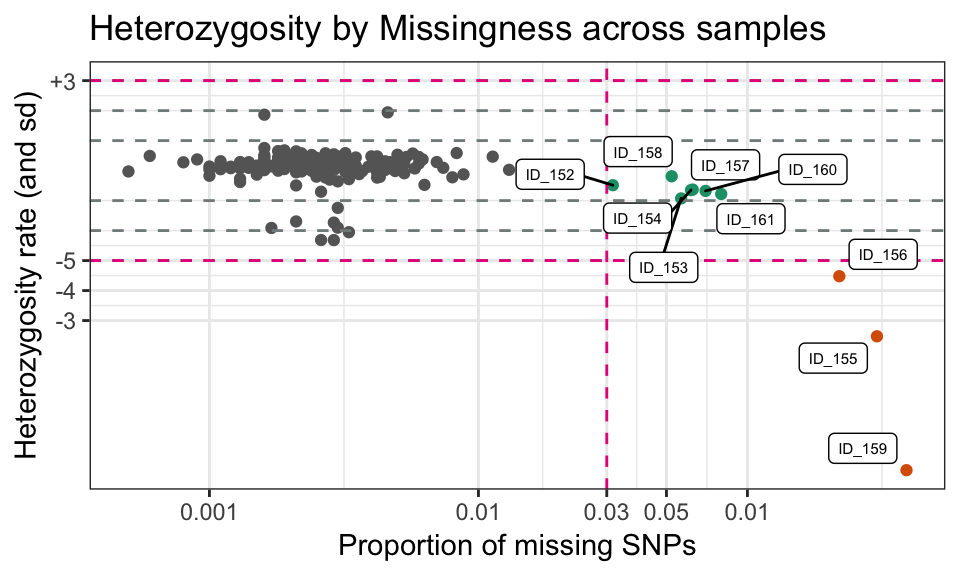 Heterozygosity by Missingness across samples
Heterozygosity rate (and sd)
+3
-5
-4
-3
ID_158
ID_152
ID_157
ID_160
ID_154
ID_161
ID_153
ID_156
ID_155
ID_159
0.001
0.01
0.03
0.05
0.01
Proportion of missing SNPs